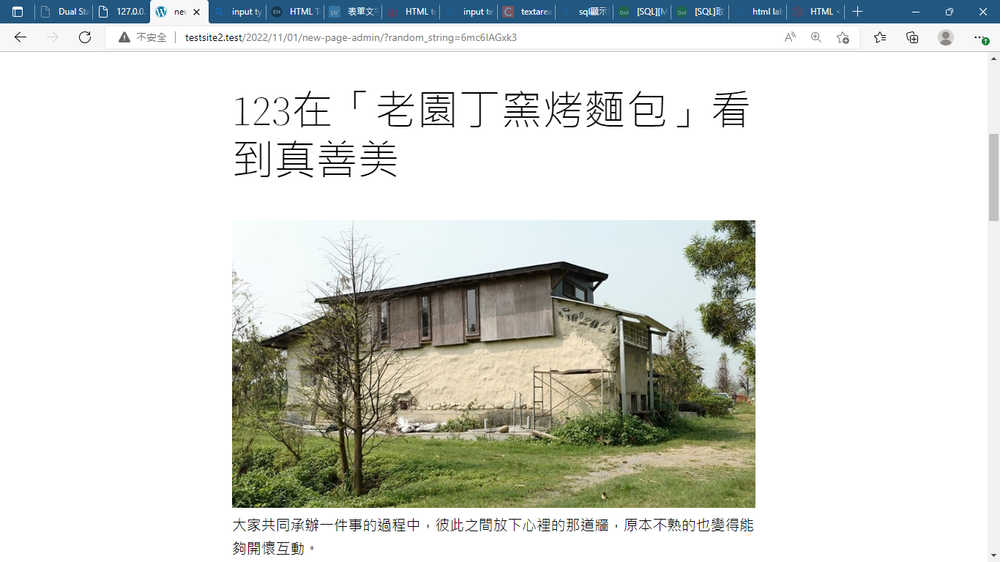 Dual Sta
127.0.0.
nev
input ty
HTML T
表單文字
HTML te
input te
textarea
sql顯示
[SQL][M
[SQL]取
html lab
HTML <
不安全
testsite2.test/2022/11/01/new-page-admin/?random_string=6mc6IAGxk3
123在「老園丁窯烤麵包」看
到真善美
大家共同承辦一件事的過程中，彼此之間放下心裡的那道牆，原本不熟的也變得能
夠開懷互動。